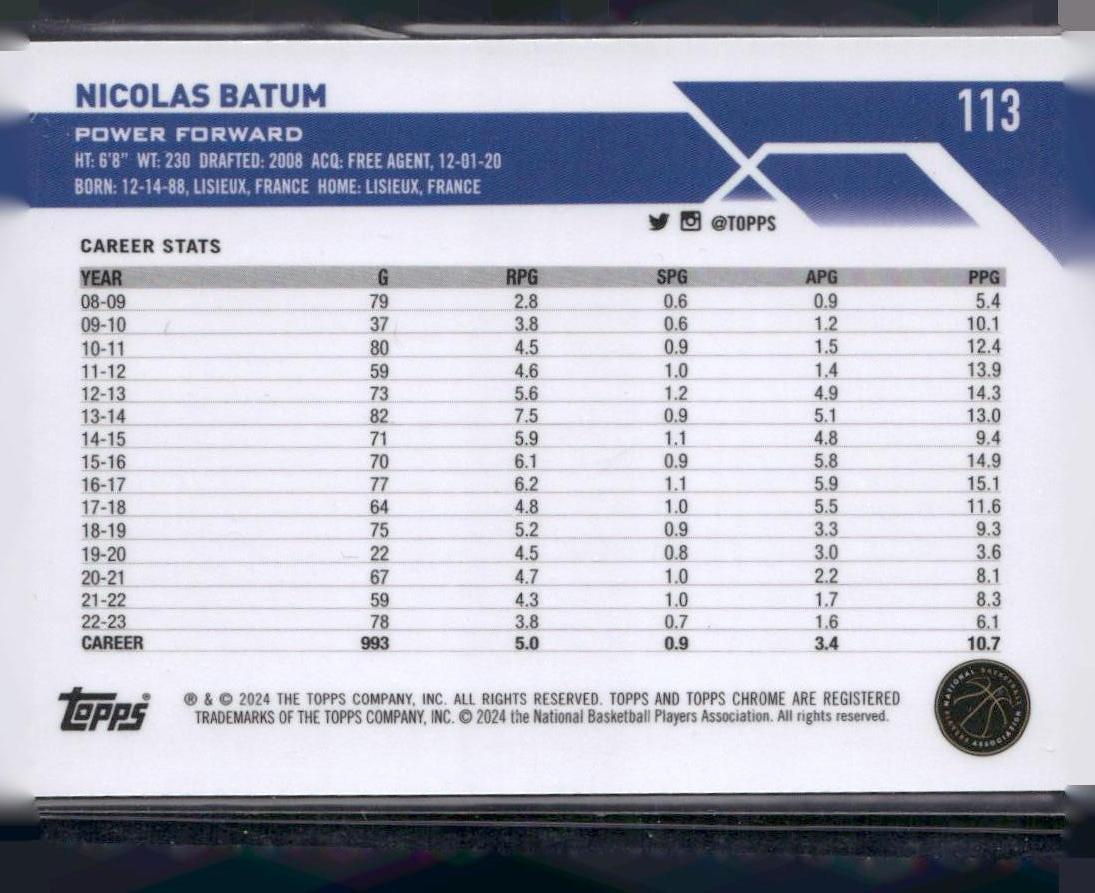 NICOLAS BATUM
113
POWER FORWARD
HT: 6'8" WT: 230 DRAFTED: 2008 ACQ: FREE AGENT, 12-01-20
BORN: 12-14-88, LISIEUX, FRANCE HOME: LISIEUX, FRANCE
@TOPPS
CAREER STATS
YEAR G RPG SPG APG PPG
08-09 79 2.8 0.6 0.9 5.4
09-10 37 3.8 0.6 1.2 10.1
10-11 80 4.5 0.9 1.5 12.4
11-12 59 4.6 1.0 1.4 13.9
12-13 73 5.6 1.2 4.9 14.3
13-14 82 7.5 0.9 5.1 13.0
14-15 71 5.9 1.1 4.8 9.4
15-16 70 6.1 0.9 5.8 14.9
16-17 77 6.2 1.1 5.9 15.1
17-18 64 4.8 1.0 5.5 11.6
18-19 75 5.2 0.9 3.3 9.3
19-20 22 4.5 0.8 3.0 3.6
20-21 67 4.7 1.0 2.2 8.1
21-22 59 4.3 1.0 1.7 8.3
22-23 78 3.8 0.7 1.6 6.1
CAREER 993 5.0 0.9 3.4 10.7
Topps®
® & © 2024 THE TOPPS COMPANY, INC. ALL RIGHTS RESERVED. TOPPS AND TOPPS CHROME ARE REGISTERED
TRADEMARKS OF THE TOPPS COMPANY, INC. © 2024 the National Basketball Players Association. All rights reserved.
NATIONAL BASKETBALL PLAYERS ASSOCIATION